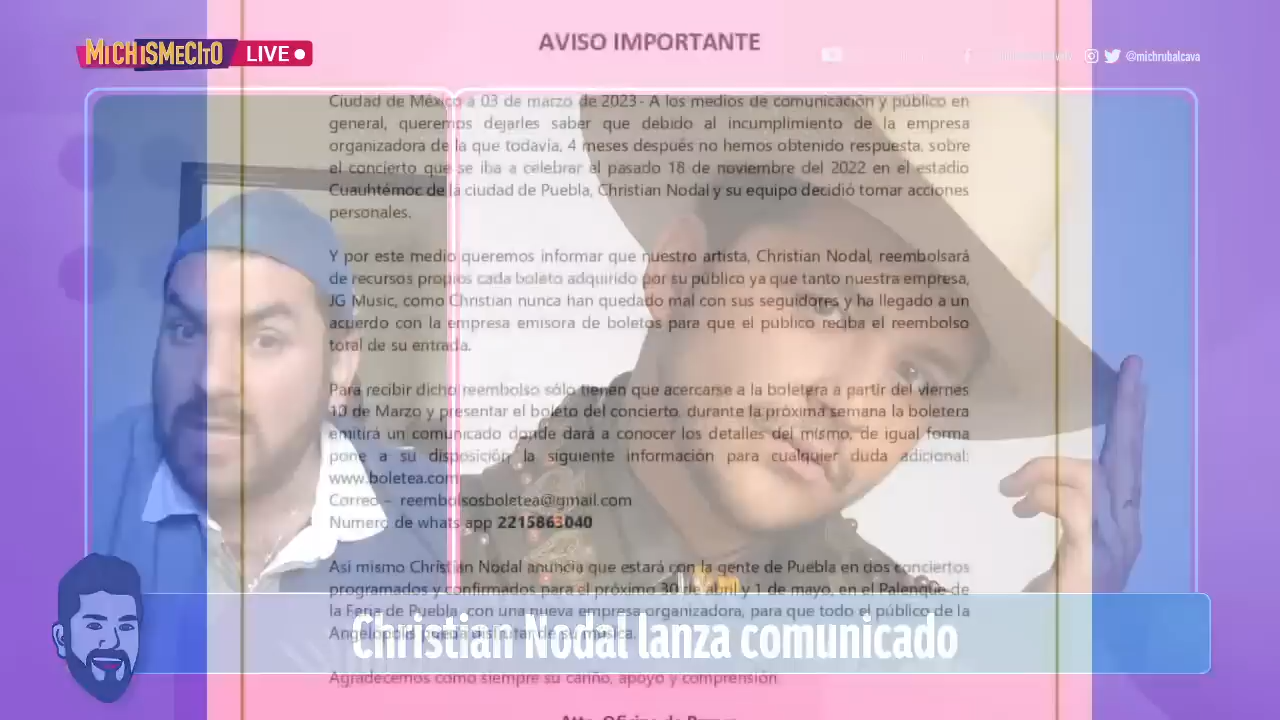 AVISO IMPORTANTE
MICHISMECITO LIVE
@michrubalcava
Ciudad de México a 03 de marzo de 2023- A los medios de comunicación y público en
general, queremos dejarles saber que debido al incumplimiento de la empresa
organizadora de la que todavía, 4 meses después no hemos obtenido respuesta, sobre
el concierto que se iba a celebrar el pasado 18 de noviembre del 2022 en el estadio
Cuauhtémoc de la ciudad de Puebla, Christian Nodal y su equipo decidió tomar acciones
personales.
Y por este medio queremos informar que nuestro artista, Christian Nodal, reembolsará
de recursos propios cada boleto adquirido por su público ya que tanto nuestra empresa,
JG Music, como Christian nunca han quedado mal con sus seguidores y ha llegado a un
acuerdo con la empresa emisora de boletos para que el publico reciba el reembolso
toral de su entrada.
Para recibir dicho reembolso sólo tienen que acercarse a la boletera a partir del viernes
10 de Marzo y presentar el boleto del concierto, durante la próxima semana la boletera
emitirá un comunicado donde dará a conocer los detalles del mismo, de igual forma
pone a su disposición la siguiente información para cualquier duda adicional:
www.boletea.com
Correo – reembolsosboletea@gmail.com
Numero de whats app 2215863040
Asi mismo Christian Nodal anuncia que estará con la gente de Puebla en dos conciertos
programados y confirmados para el próximo 30 de abril y 1 de mayo, en el Palenque de
la Feria de Puebla, con una nueva empresa organizadora, para que todo el público de la
Angelópolis pueda disfrutar de su música.
Christian Nodal lanza comunicado
Agradecemos como siempre su cariño, apoyo y comprensión